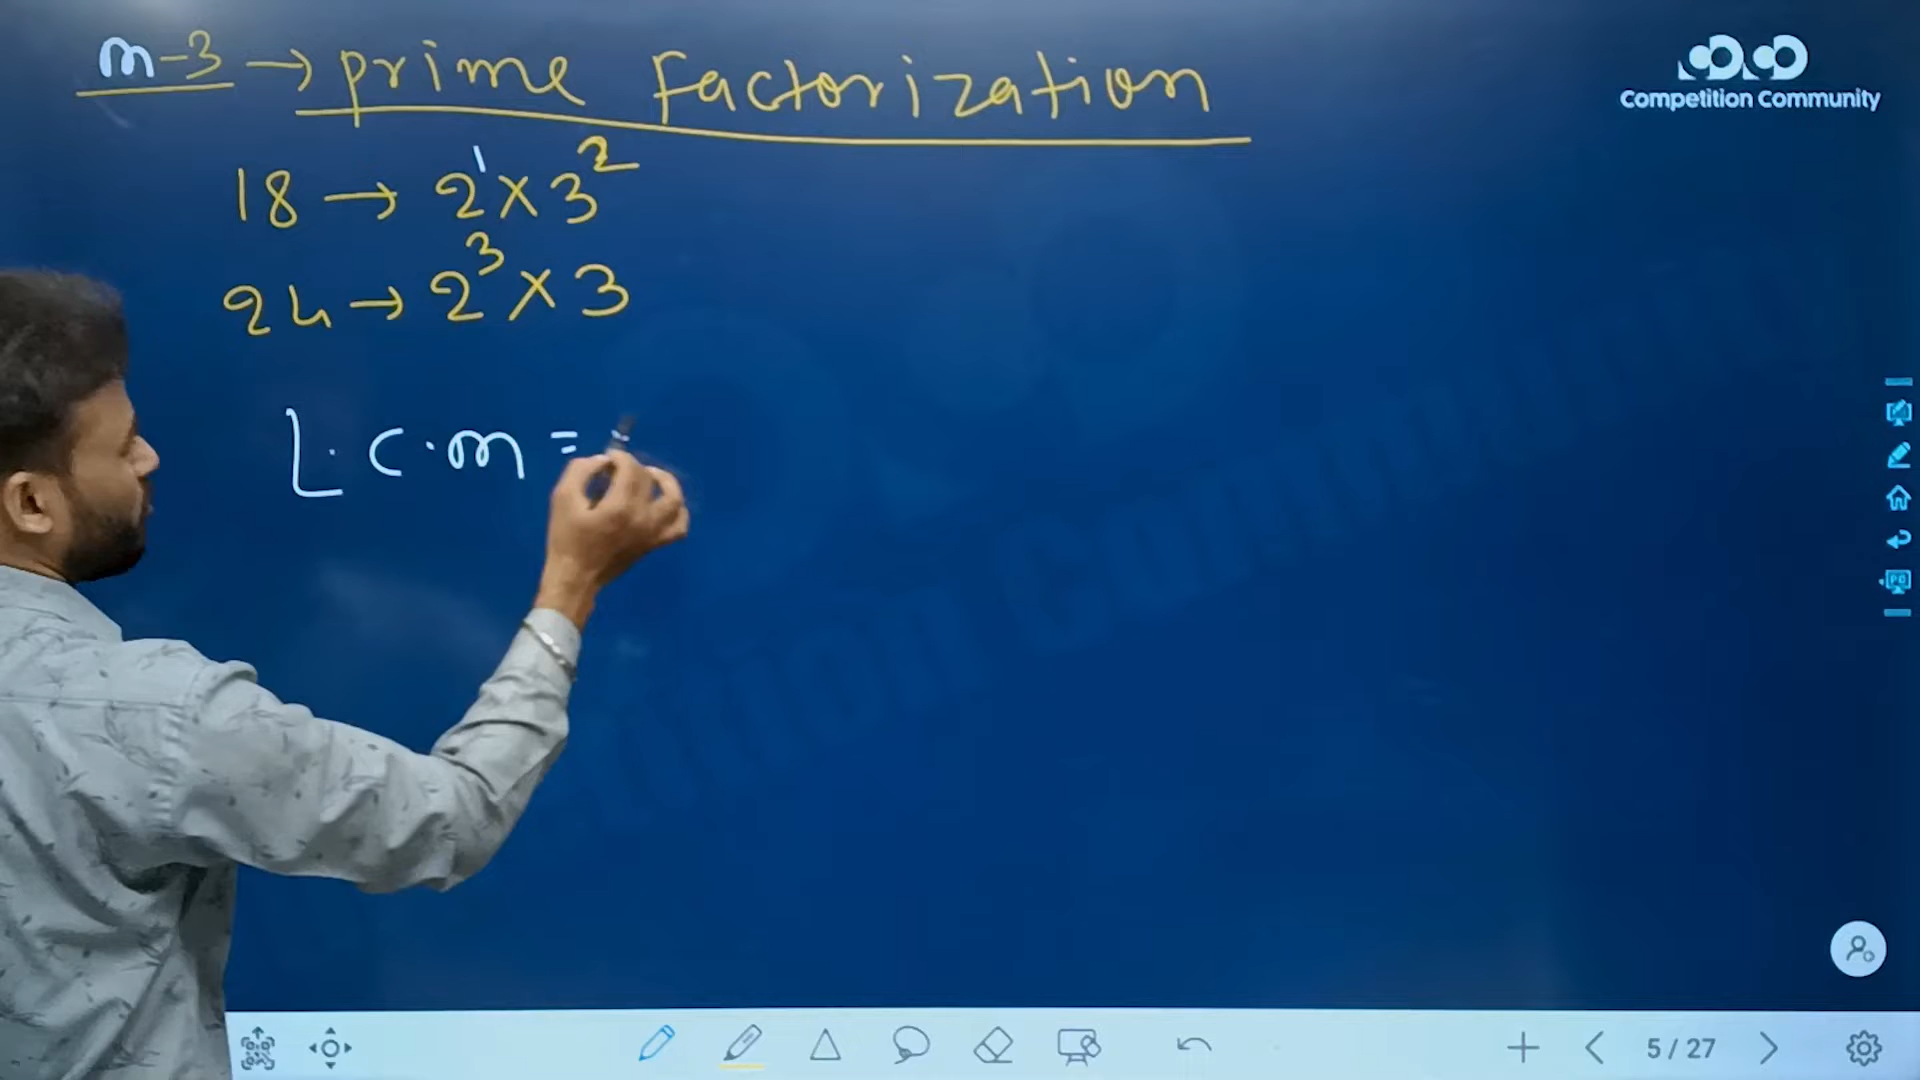 m-3 → prime Factorization
Competition Community
18 → 2¹ × 3²
24 → 2³ × 3
L.C.M =
5 / 27